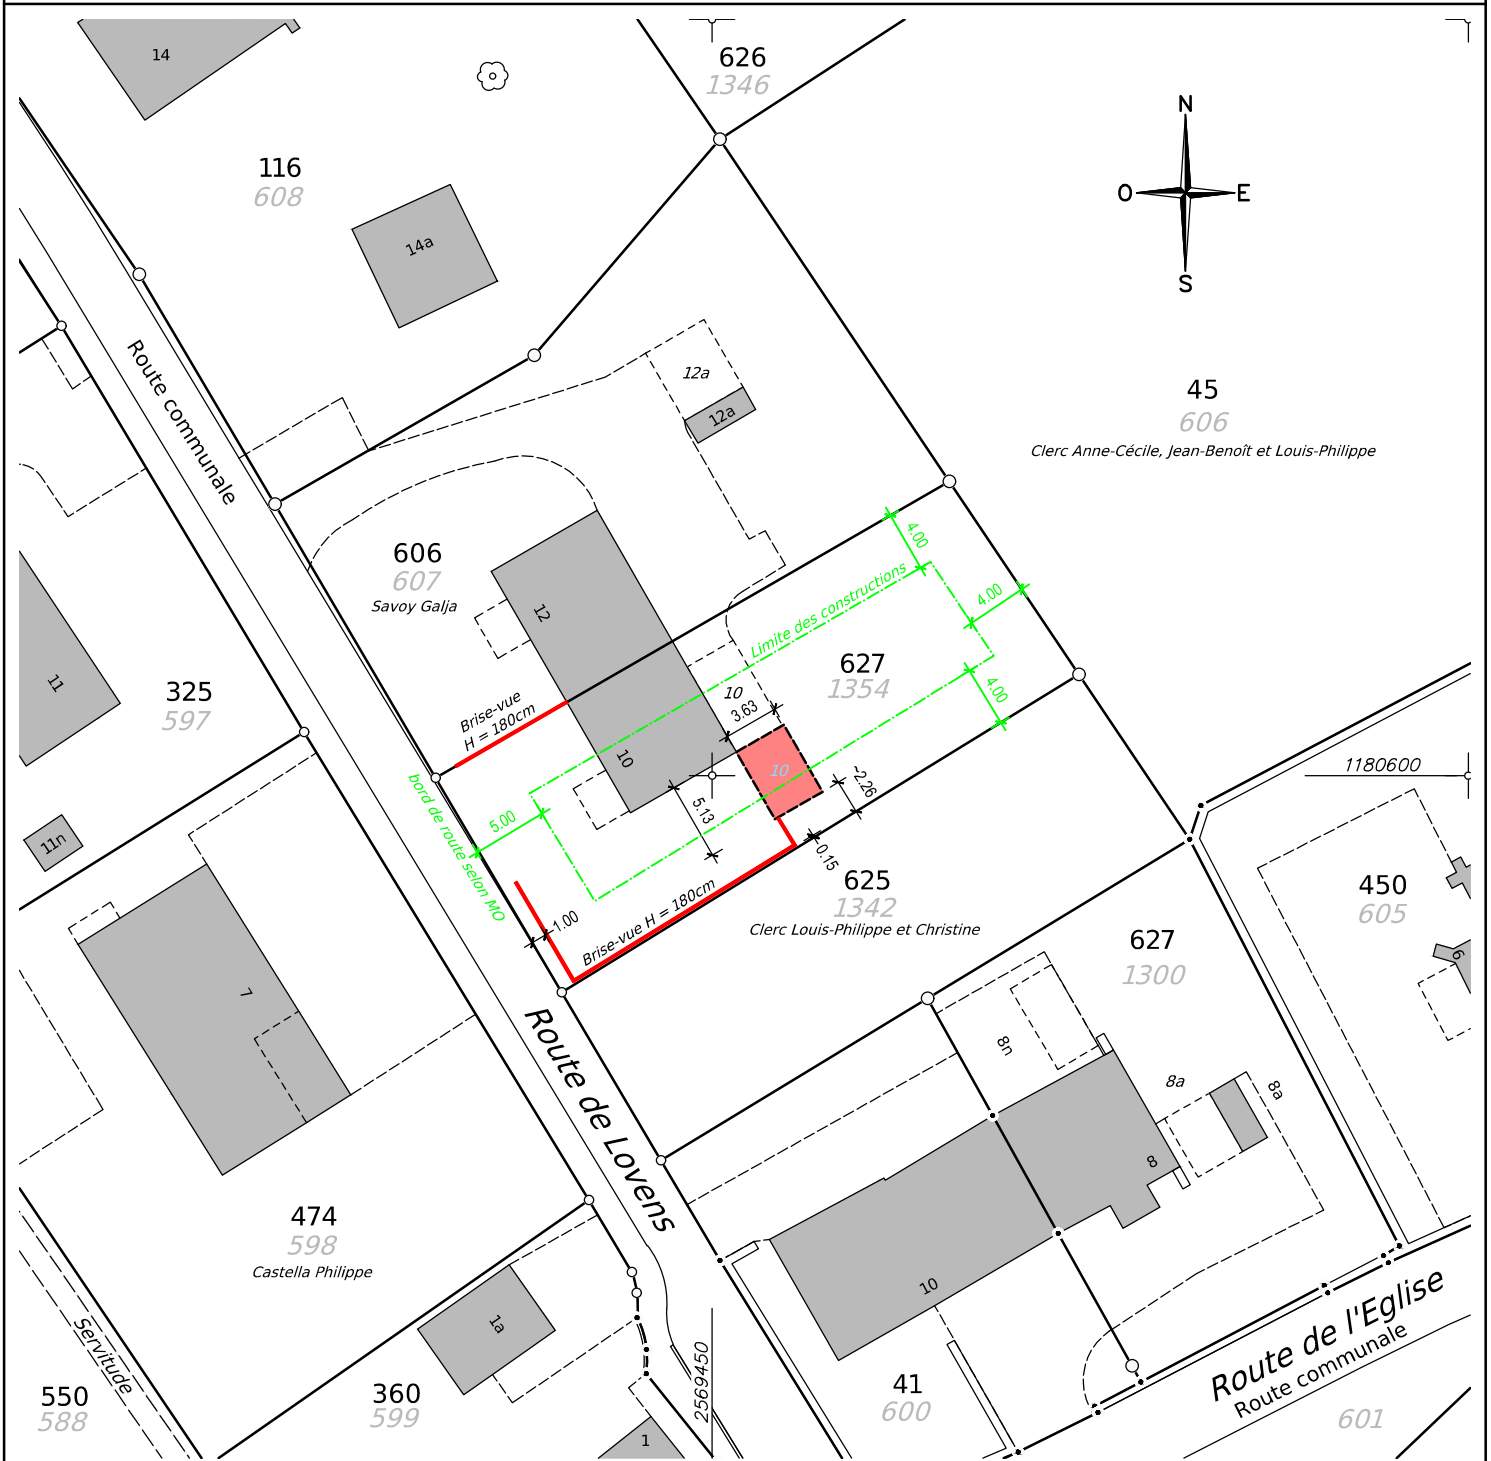 14
626
1346
N
O
E
S
116
608
14a
Route communale
12a
12a
45
606
Clerc Anne-Cécile, Jean-Benoît et Louis-Philippe
4.00
606
607
Savoy Galja
12
Limite des constructions
4.00
627
1354
4.00
11
325
597
Brise-vue
H = 180cm
10
3.63
10
10
1180600
bord de route selon MO
5.00
5.13
~2.26
0.15
11n
625
1342
Clerc Louis-Philippe et Christine
1.00
Brise-vue H = 180cm
450
605
627
1300
6
7
Route de Lovens
8n
8a
8a
8
474
598
Castella Philippe
10
1a
Servitude
2569450
Route de l'Eglise
Route communale
550
588
360
599
41
600
601
1